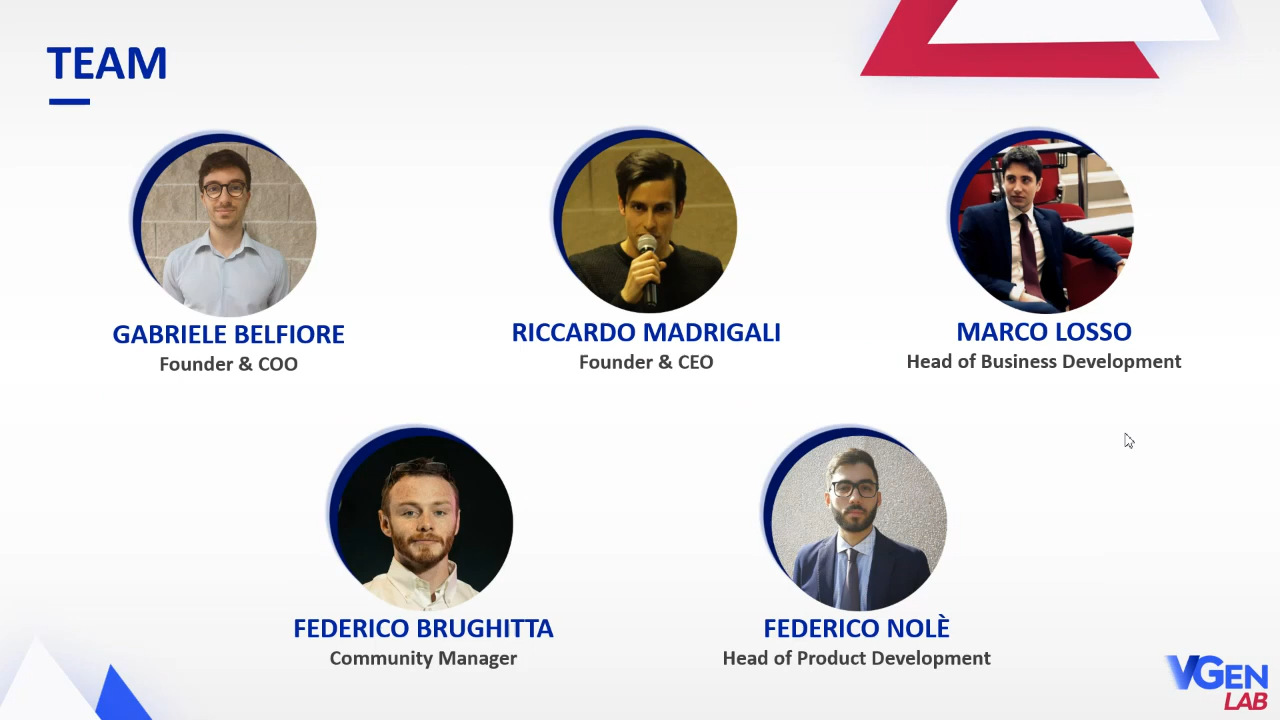 TEAM
GABRIELE BELFIORE
Founder & COO
RICCARDO MADRIGALI
Founder & CEO
MARCO LOSSO
Head of Business Development
FEDERICO BRUGHITTA
Community Manager
FEDERICO NOLÈ
Head of Product Development
VGEN
LAB